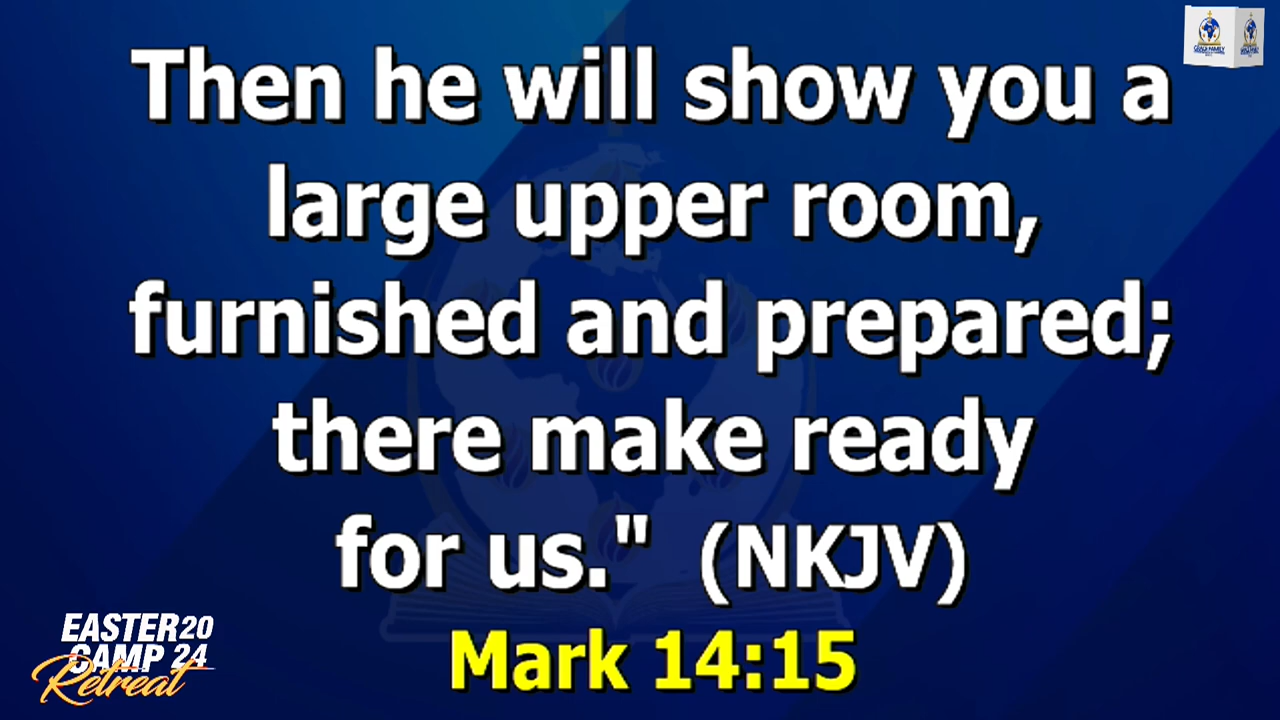 Then he will show you a
large upper room,
furnished and prepared;
there make ready
for us." (NKJV)
Mark 14:15
EASTER 20
CAMP 24
Retreat